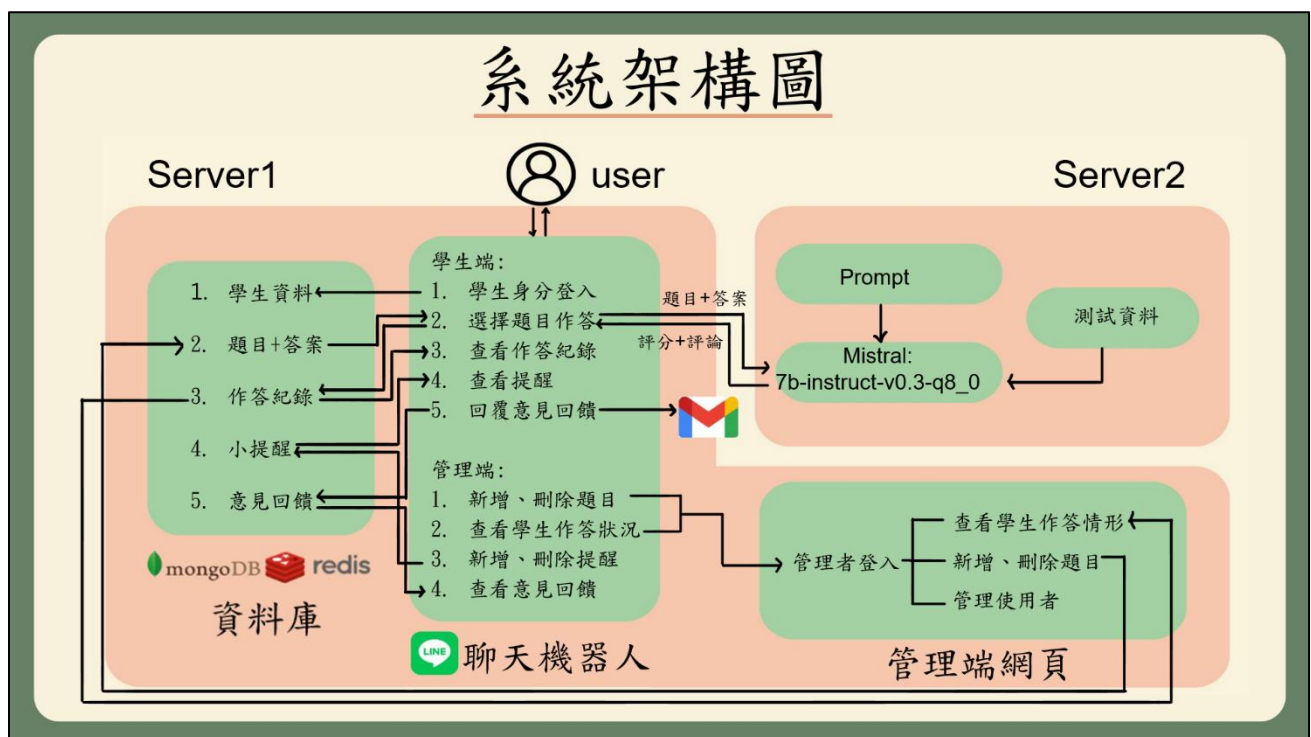 系統架構圖
Server1
user
Server2
1. 學生資料
2. 題目+答案
3. 作答紀錄
4. 小提醒
5. 意見回饋
mongoDB
redis
資料庫
學生端:
1. 學生身分登入
2. 選擇題目作答
3. 查看作答紀錄
4. 查看提醒
5. 回覆意見回饋
管理端:
1. 新增、刪除題目
2. 查看學生作答狀況
3. 新增、刪除提醒
4. 查看意見回饋
LINE
聊天機器人
題目+答案
評分+評論
Prompt
測試資料
Mistral:
7b-instruct-v0.3-q8_0
管理者登入
查看學生作答情形
新增、刪除題目
管理使用者
管理端網頁